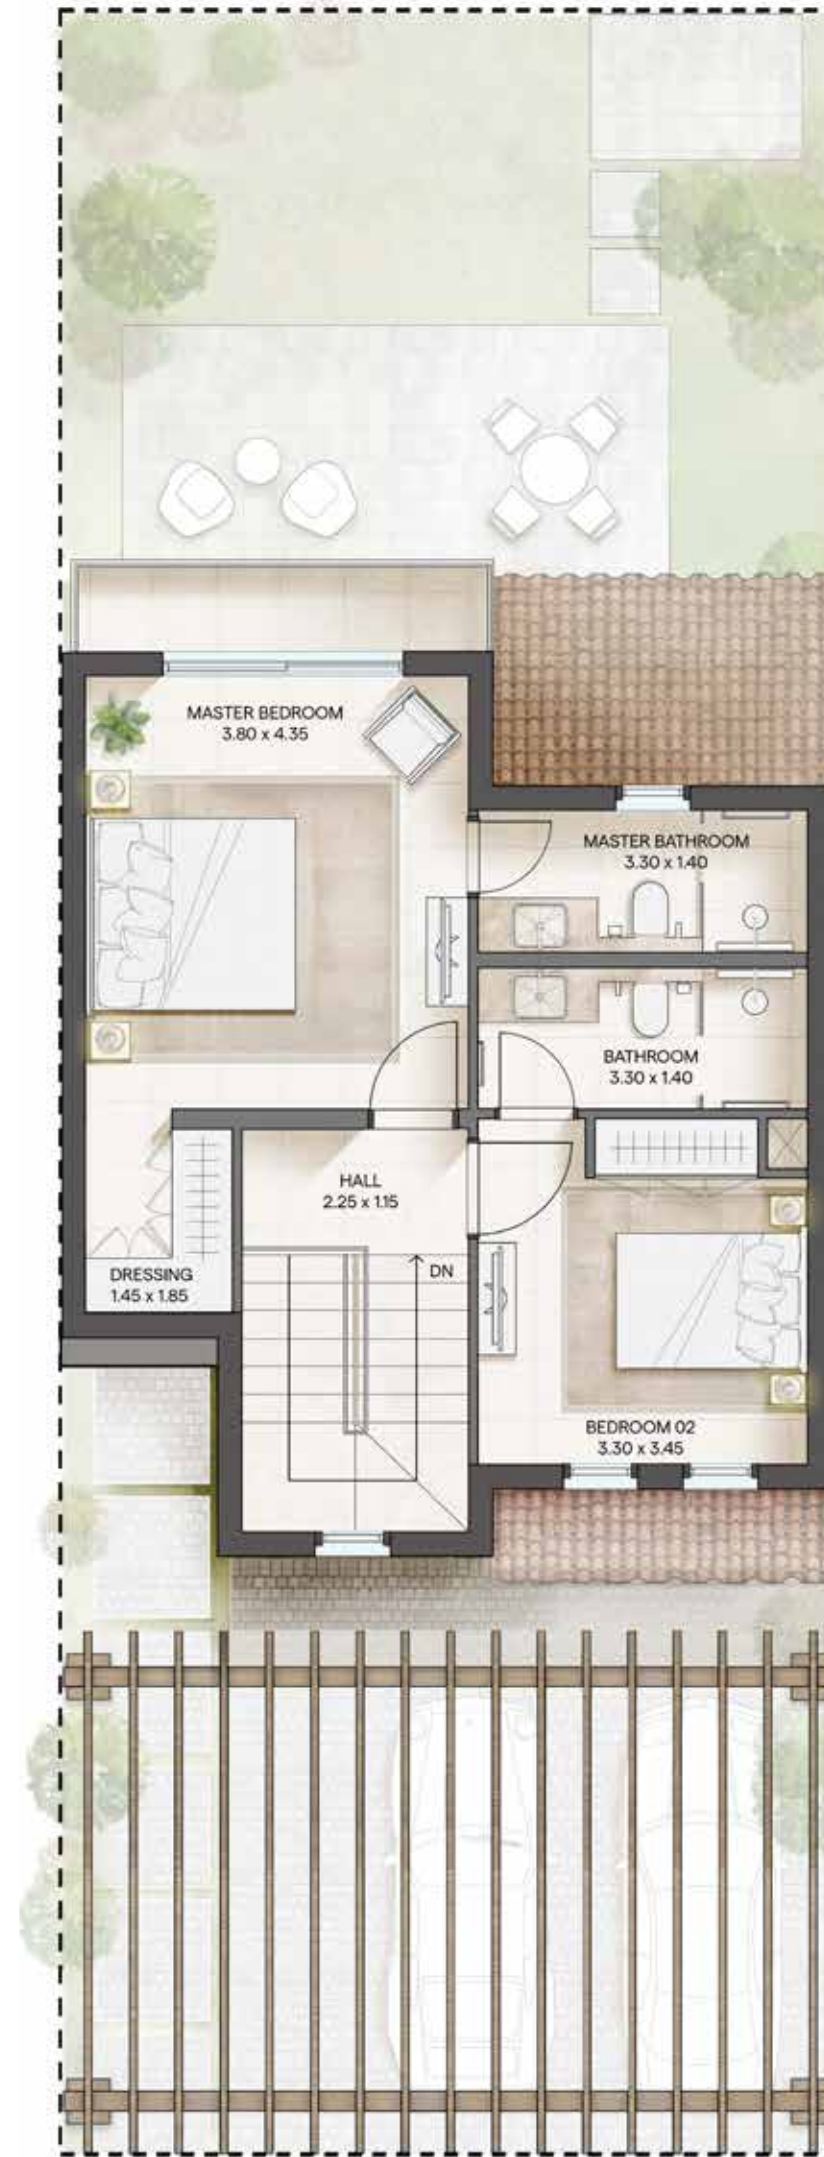 MASTER BEDROOM
3.80 x 4.35
MASTER BATHROOM
3.30 x 1.40
BATHROOM
3.30 x 1.40
HALL
2.25 x 1.15
DN
DRESSING
1.45 x 1.85
BEDROOM 02
3.30 x 3.45